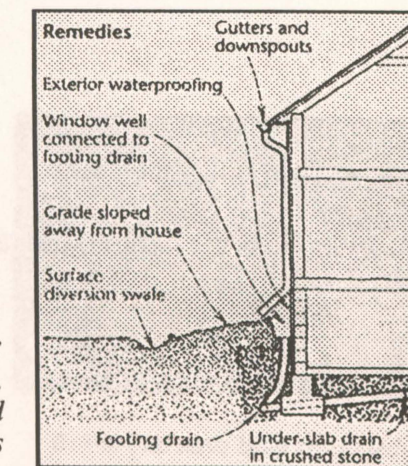 Remedies
Gutters and
downspouts
Exterior waterproofing
Window well
connected to
footing drain
Grade sloped
away from house
Surface
diversion swale
Footing drain
Under-slab drain
in crushed stone